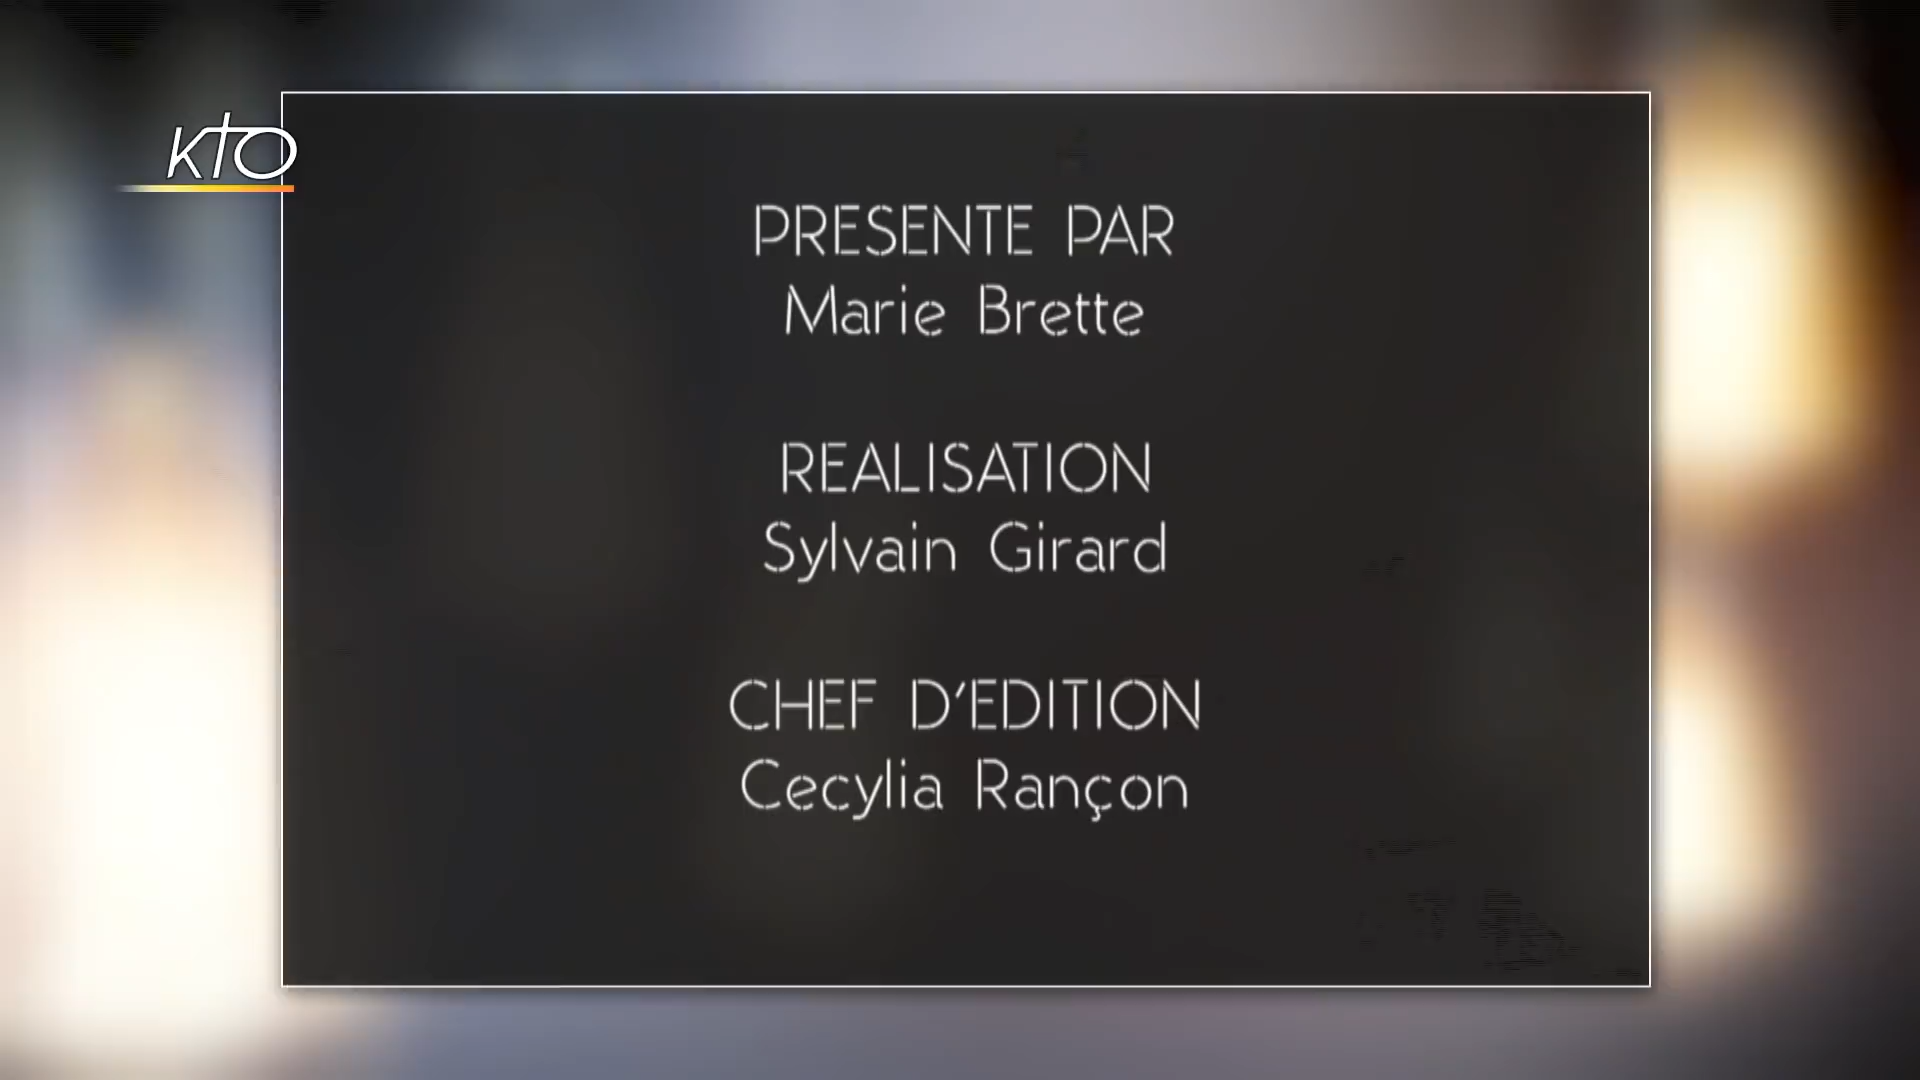 KTO
PRESENTE PAR
Marie Brette
REALISATION
Sylvain Girard
CHEF D'EDITION
Cecylia Rançon